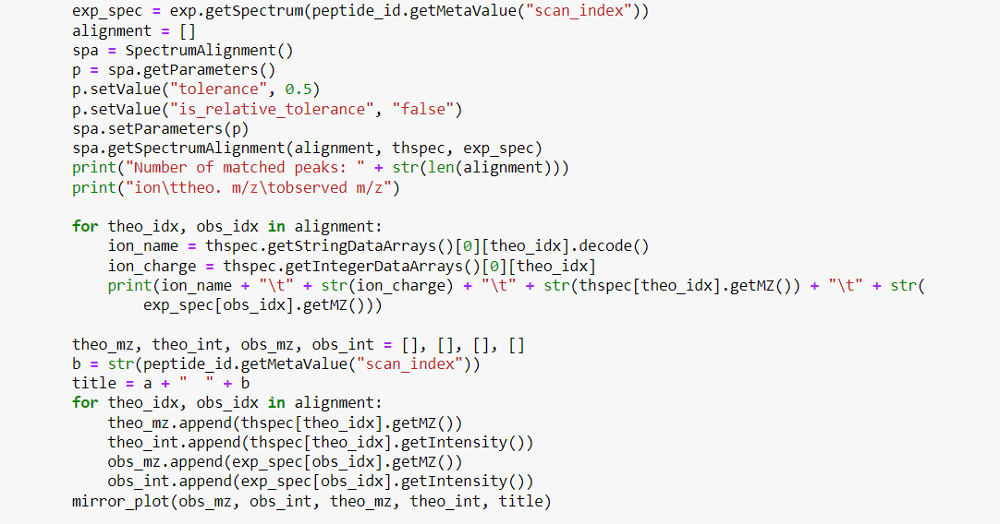 exp_spec = exp.getSpectrum(peptide_id.getMetaValue("scan_index"))
alignment = []
spa = SpectrumAlignment()
p = spa.getParameters()
p.setValue("tolerance", 0.5)
p.setValue("is_relative_tolerance", "false")
spa.setParameters(p)
spa.getSpectrumAlignment(alignment, thspec, exp_spec)
print("Number of matched peaks: " + str(len(alignment)))
print("ion\ttheo. m/z\tobserved m/z")

for theo_idx, obs_idx in alignment:
    ion_name = thspec.getStringDataArrays()[0][theo_idx].decode()
    ion_charge = thspec.getIntegerDataArrays()[0][theo_idx]
    print(ion_name + "\t" + str(ion_charge) + "\t" + str(thspec[theo_idx].getMZ()) + "\t" + str(
        exp_spec[obs_idx].getMZ()))

theo_mz, theo_int, obs_mz, obs_int = [], [], [], []
b = str(peptide_id.getMetaValue("scan_index"))
title = a + "  " + b
for theo_idx, obs_idx in alignment:
    theo_mz.append(thspec[theo_idx].getMZ())
    theo_int.append(thspec[theo_idx].getIntensity())
    obs_mz.append(exp_spec[obs_idx].getMZ())
    obs_int.append(exp_spec[obs_idx].getIntensity())
mirror_plot(obs_mz, obs_int, theo_mz, theo_int, title)